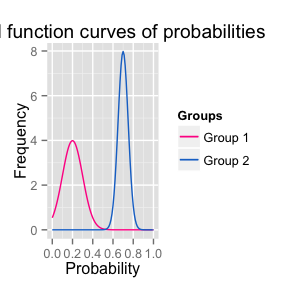 function curves of probabilities
8
6
4
2
0
Frequency
0.0 0.2 0.4 0.6 0.8 1.0
Probability
Groups
Group 1
Group 2